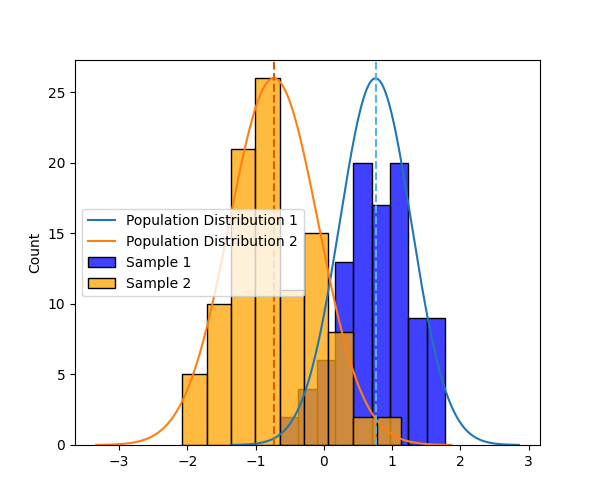 25
20
15
10
5
0
Count
Population Distribution 1
Population Distribution 2
Sample 1
Sample 2
−3
−2
−1
0
1
2
3